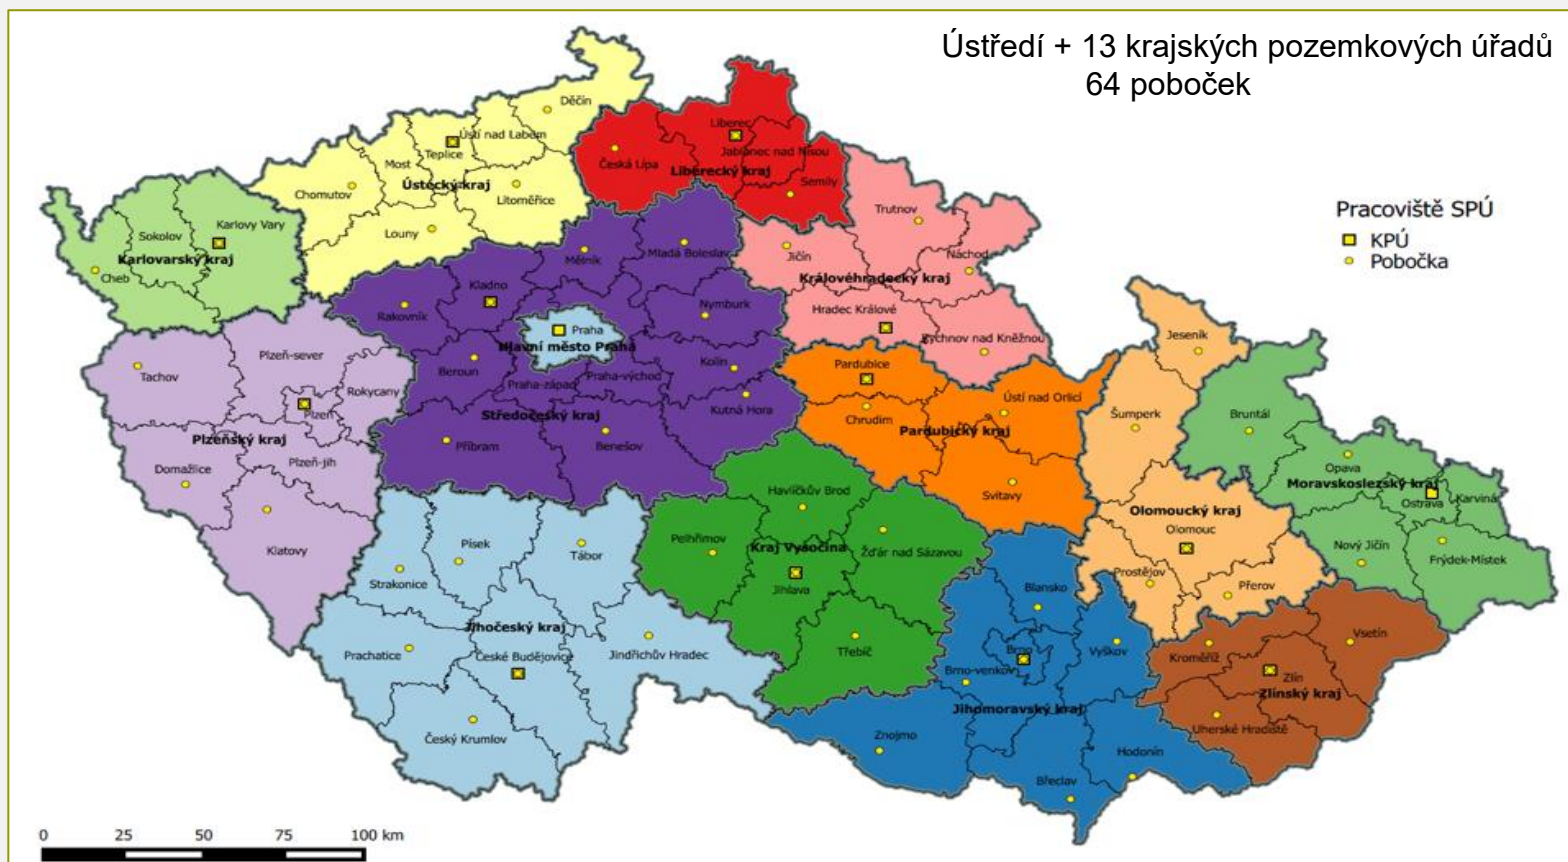 Ústředí + 13 krajských pozemkových úřadů
64 poboček
Pracoviště SPÚ
KPÚ
Pobočka
Děčín
Ústí nad Labem
Teplice
Most
Chomutov
Ústecký kraj
Litoměřice
Louny
Liberec
Jablonec nad Nisou
Česká Lípa
Liberecký kraj
Semily
Karlovy Vary
Sokolov
Karlovarský kraj
Cheb
Trutnov
Jičín
Náchod
Královéhradecký kraj
Hradec Králové
Rychnov nad Kněžnou
Mělník
Mladá Boleslav
Kladno
Rakovník
Nymburk
Praha
Hlavní město Praha
Beroun
Praha-západ
Praha-východ
Kolín
Kutná Hora
Středočeský kraj
Příbram
Benešov
Tachov
Plzeň-sever
Rokycany
Plzeň
Plzeňský kraj
Plzeň-jih
Domažlice
Klatovy
Pardubice
Chrudim
Ústí nad Orlicí
Pardubický kraj
Svitavy
Jeseník
Šumperk
Olomoucký kraj
Olomouc
Prostějov
Přerov
Bruntál
Opava
Moravskoslezský kraj
Ostrava
Karviná
Nový Jičín
Frýdek-Místek
Havlíčkův Brod
Pelhřimov
Kraj Vysočina
Žďár nad Sázavou
Jihlava
Třebíč
Písek
Tábor
Strakonice
Jihočeský kraj
Prachatice
České Budějovice
Jindřichův Hradec
Český Krumlov
Blansko
Brno
Brno-venkov
Vyškov
Jihomoravský kraj
Znojmo
Hodonín
Břeclav
Vsetín
Kroměříž
Zlín
Zlínský kraj
Uherské Hradiště
0 25 50 75 100 km